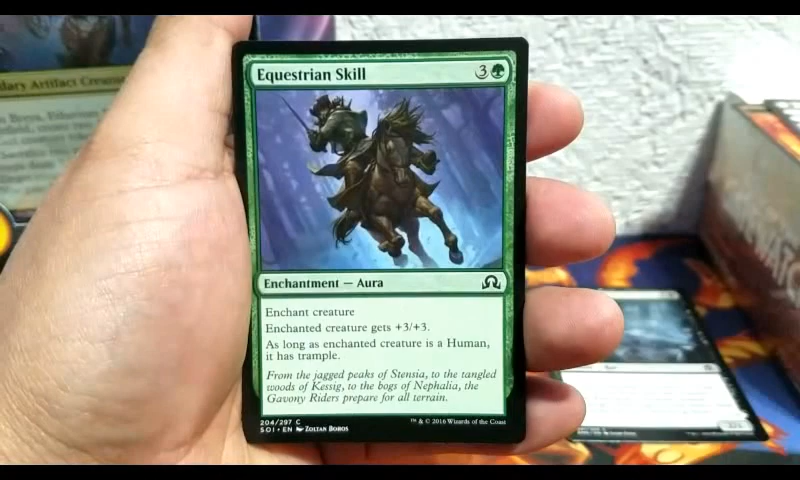 Equestrian Skill 3
Enchantment — Aura
Enchant creature
Enchanted creature gets +3/+3.
As long as enchanted creature is a Human,
it has trample.
From the jagged peaks of Stensia, to the tangled
woods of Kessig, to the bogs of Nephalia, the
Gavony Riders prepare for all terrain.
204/297 C
SOI • EN Zoltan Boros
™ & © 2016 Wizards of the Coast
Artifact